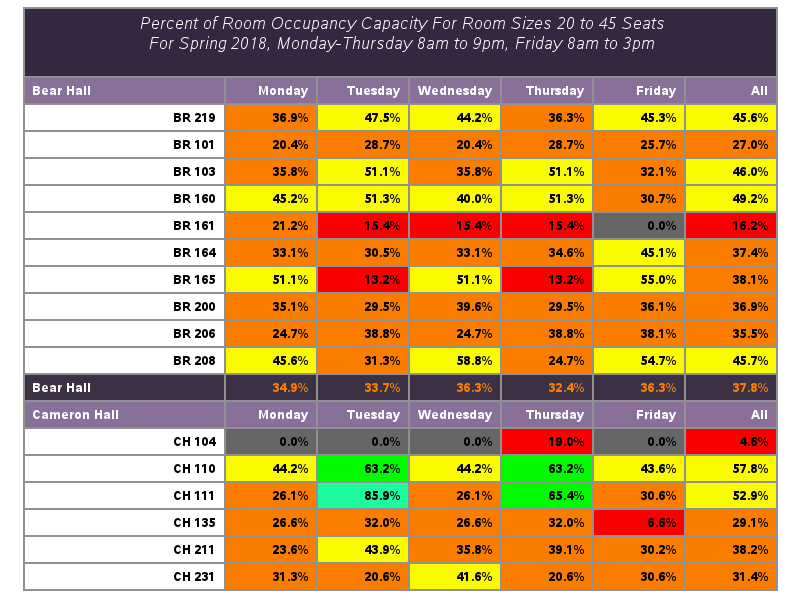 Percent of Room Occupancy Capacity For Room Sizes 20 to 45 Seats
For Spring 2018, Monday-Thursday 8am to 9pm, Friday 8am to 3pm
Bear Hall Monday Tuesday Wednesday Thursday Friday All
BR 219 36.9% 47.5% 44.2% 36.3% 45.3% 45.6%
BR 101 20.4% 28.7% 20.4% 28.7% 25.7% 27.0%
BR 103 35.8% 51.1% 35.8% 51.1% 32.1% 46.0%
BR 160 45.2% 51.3% 40.0% 51.3% 30.7% 49.2%
BR 161 21.2% 15.4% 15.4% 15.4% 0.0% 16.2%
BR 164 33.1% 30.5% 33.1% 34.6% 45.1% 37.4%
BR 165 51.1% 13.2% 51.1% 13.2% 55.0% 38.1%
BR 200 35.1% 29.5% 39.6% 29.5% 36.1% 36.9%
BR 206 24.7% 38.8% 24.7% 38.8% 38.1% 35.5%
BR 208 45.6% 31.3% 58.8% 24.7% 54.7% 45.7%
Bear Hall 34.9% 33.7% 36.3% 32.4% 36.3% 37.8%
Cameron Hall Monday Tuesday Wednesday Thursday Friday All
CH 104 0.0% 0.0% 0.0% 19.0% 0.0% 4.6%
CH 110 44.2% 63.2% 44.2% 63.2% 43.6% 57.8%
CH 111 26.1% 85.9% 26.1% 65.4% 30.6% 52.9%
CH 135 26.6% 32.0% 26.6% 32.0% 6.6% 29.1%
CH 211 23.6% 43.9% 35.8% 39.1% 30.2% 38.2%
CH 231 31.3% 20.6% 41.6% 20.6% 30.6% 31.4%